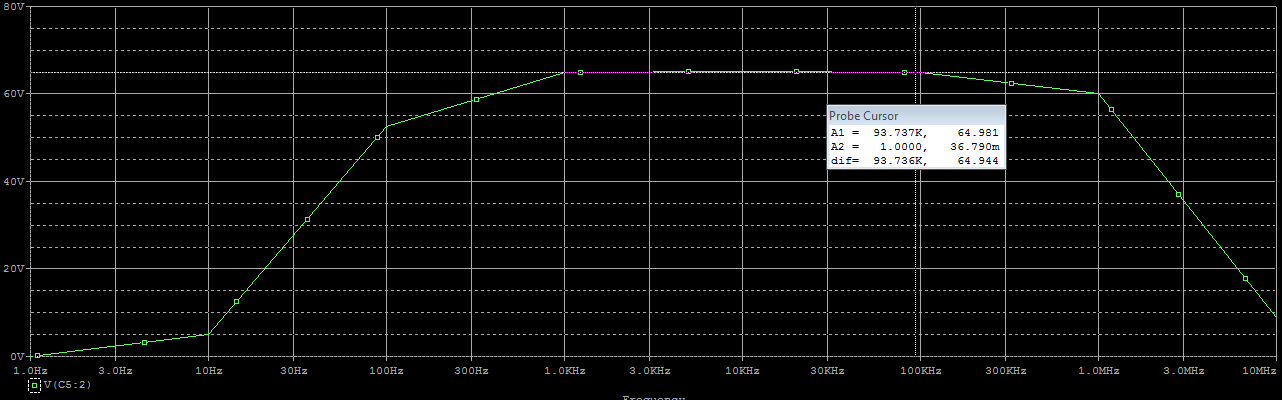 80V
60V
40V
20V
0V
Probe Cursor
A1 = 93.737K, 64.981
A2 = 1.0000, 36.790m
dif= 93.736K, 64.944
1.0Hz 3.0Hz 10Hz 30Hz 100Hz 300Hz 1.0KHz 3.0KHz 10KHz 30KHz 100KHz 300KHz 1.0MHz 3.0MHz 10MHz
V(C5:2)
Frequency